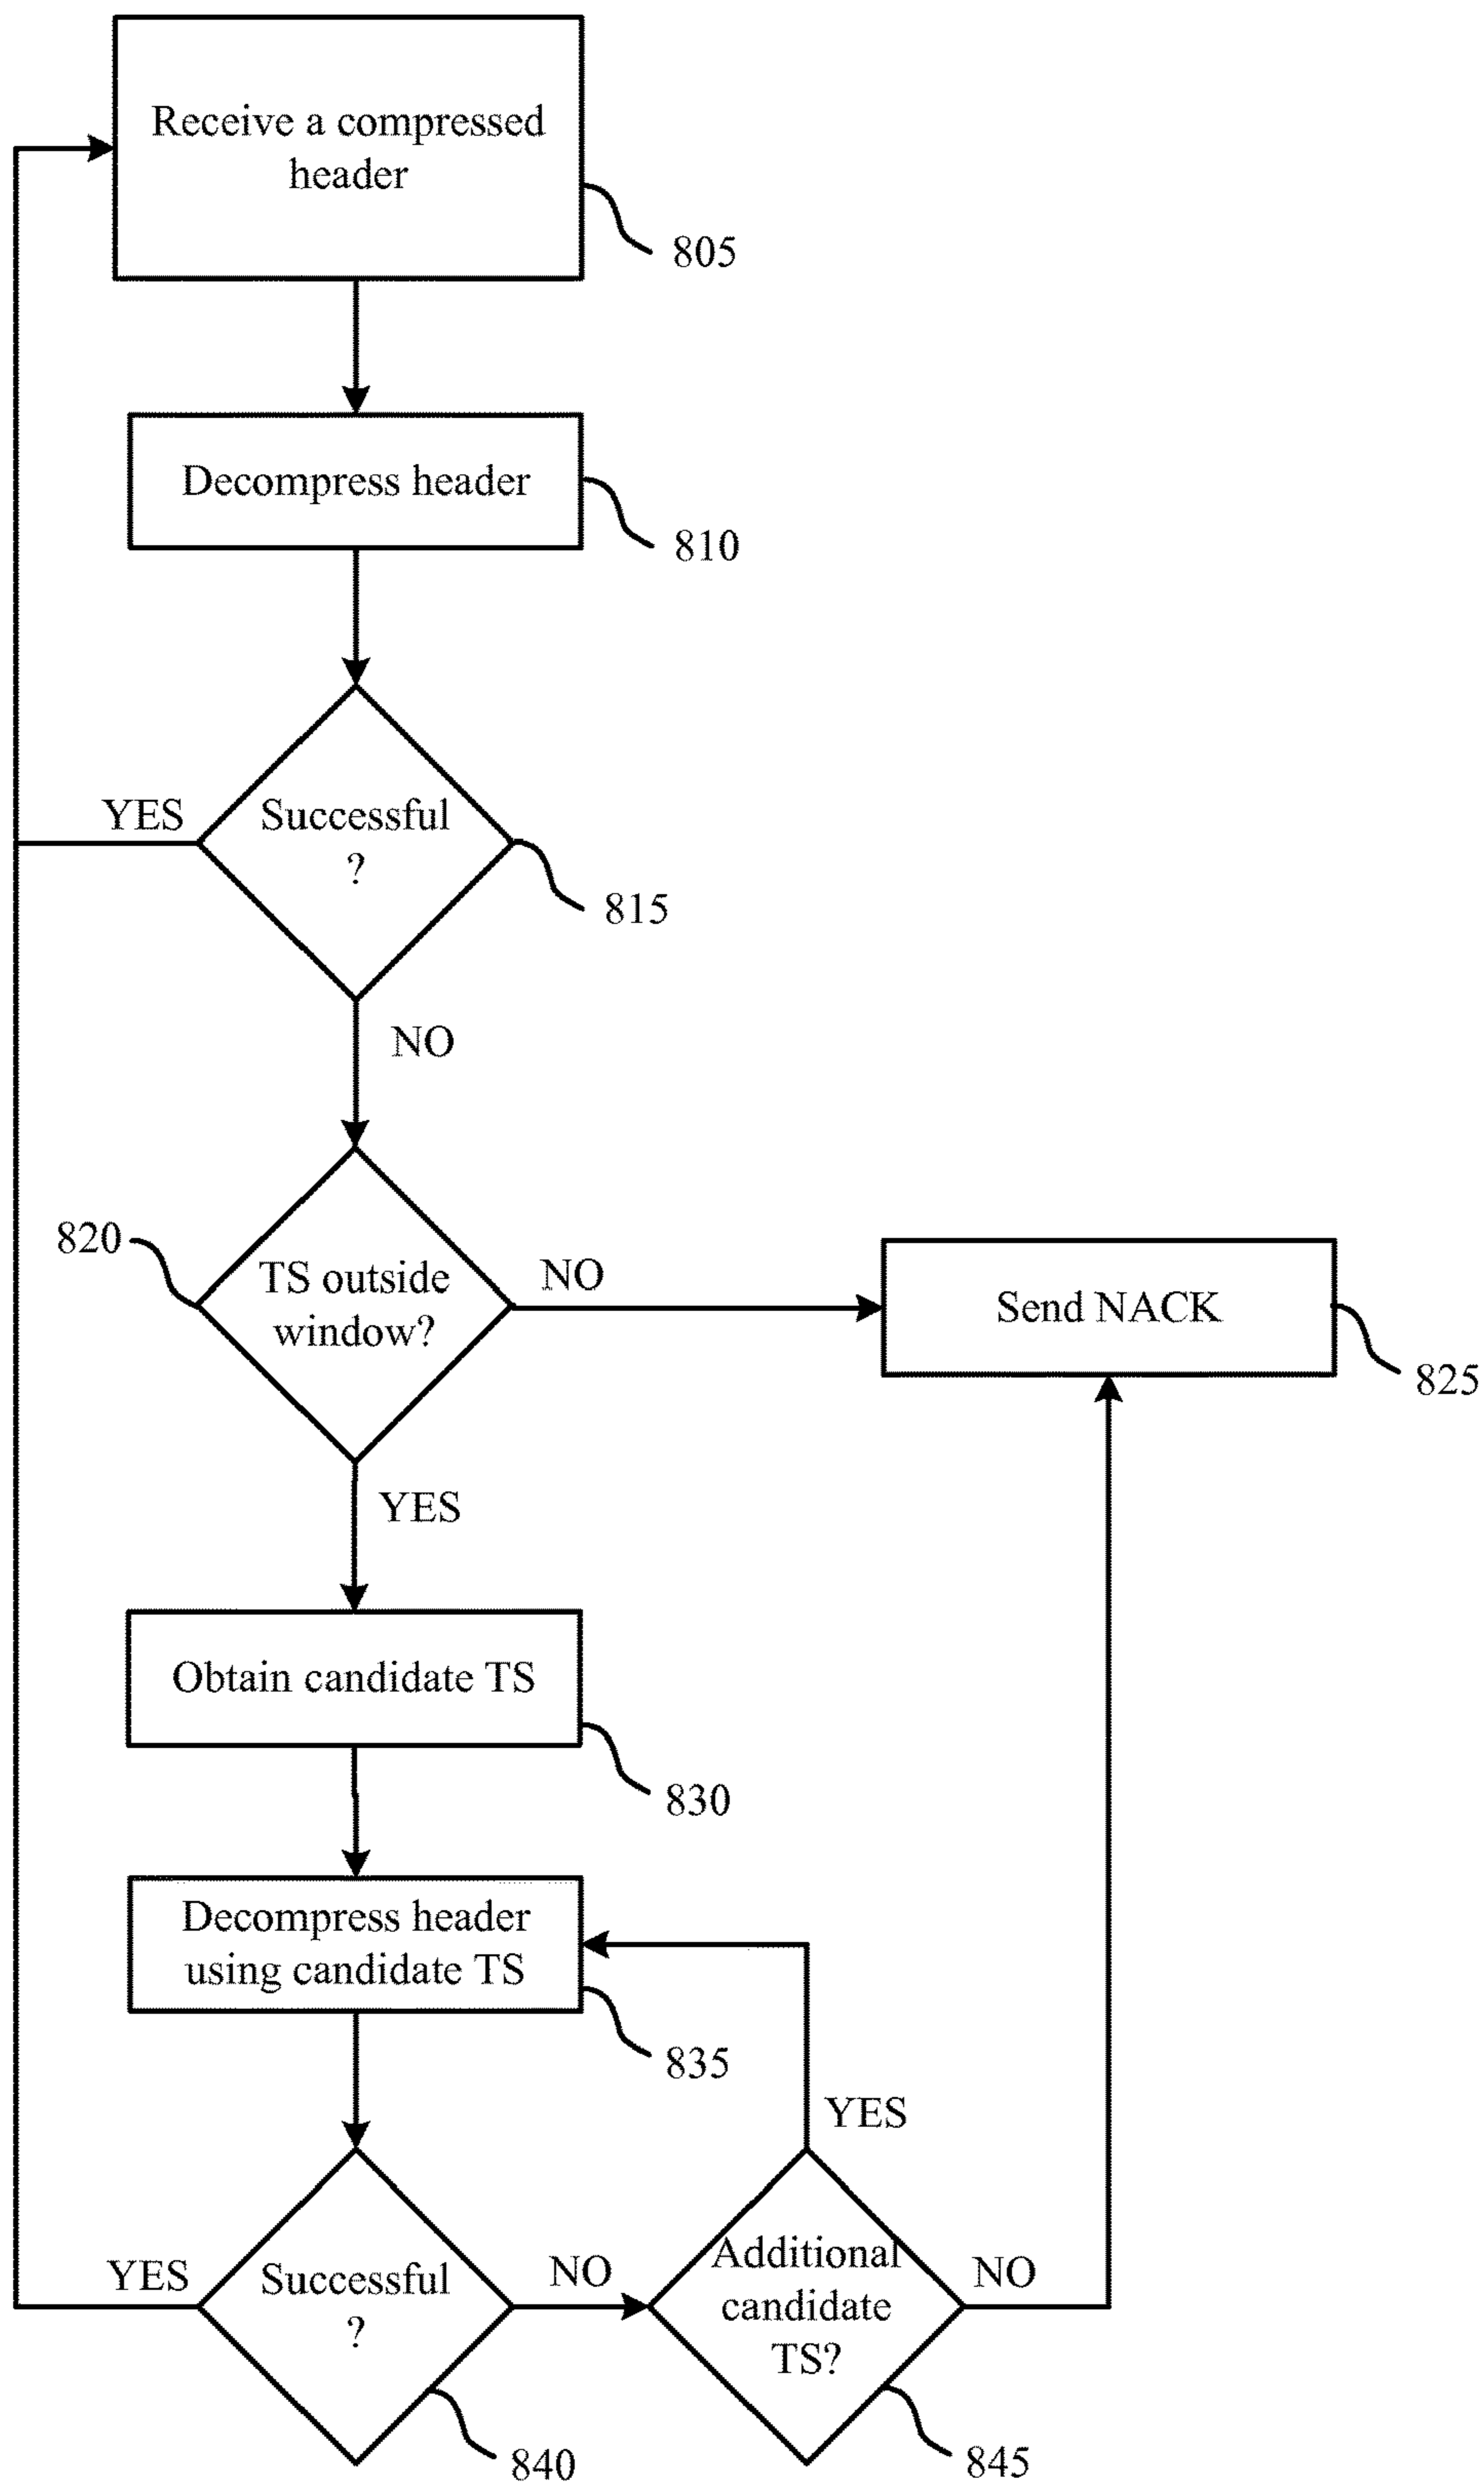 Receive a compressed
header
805
Decompress header
810
YES
Successful
?
815
NO
820
TS outside
window?
NO
Send NACK
825
YES
Obtain candidate TS
830
Decompress header
using candidate TS
835
YES
YES
Successful
?
NO
Additional
candidate
TS?
NO
840
845